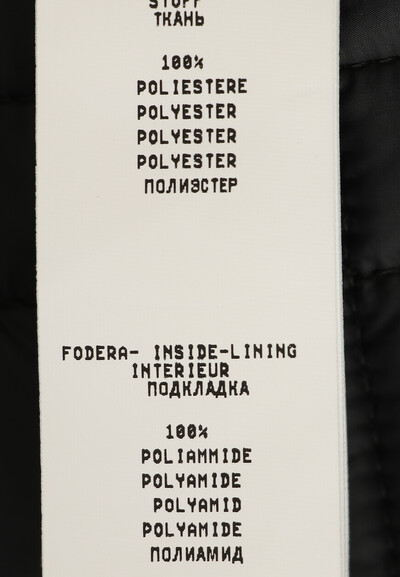 STOFF
ТКАНЬ
100%
POLIESTERE
POLYESTER
POLYESTER
POLYESTER
ПОЛИЭСТЕР
FODERA- INSIDE-LINING
INTERIEUR
ПОДКЛАДКА
100%
POLIAMMIDE
POLYAMIDE
POLYAMID
POLYAMIDE
ПОЛИАМИД